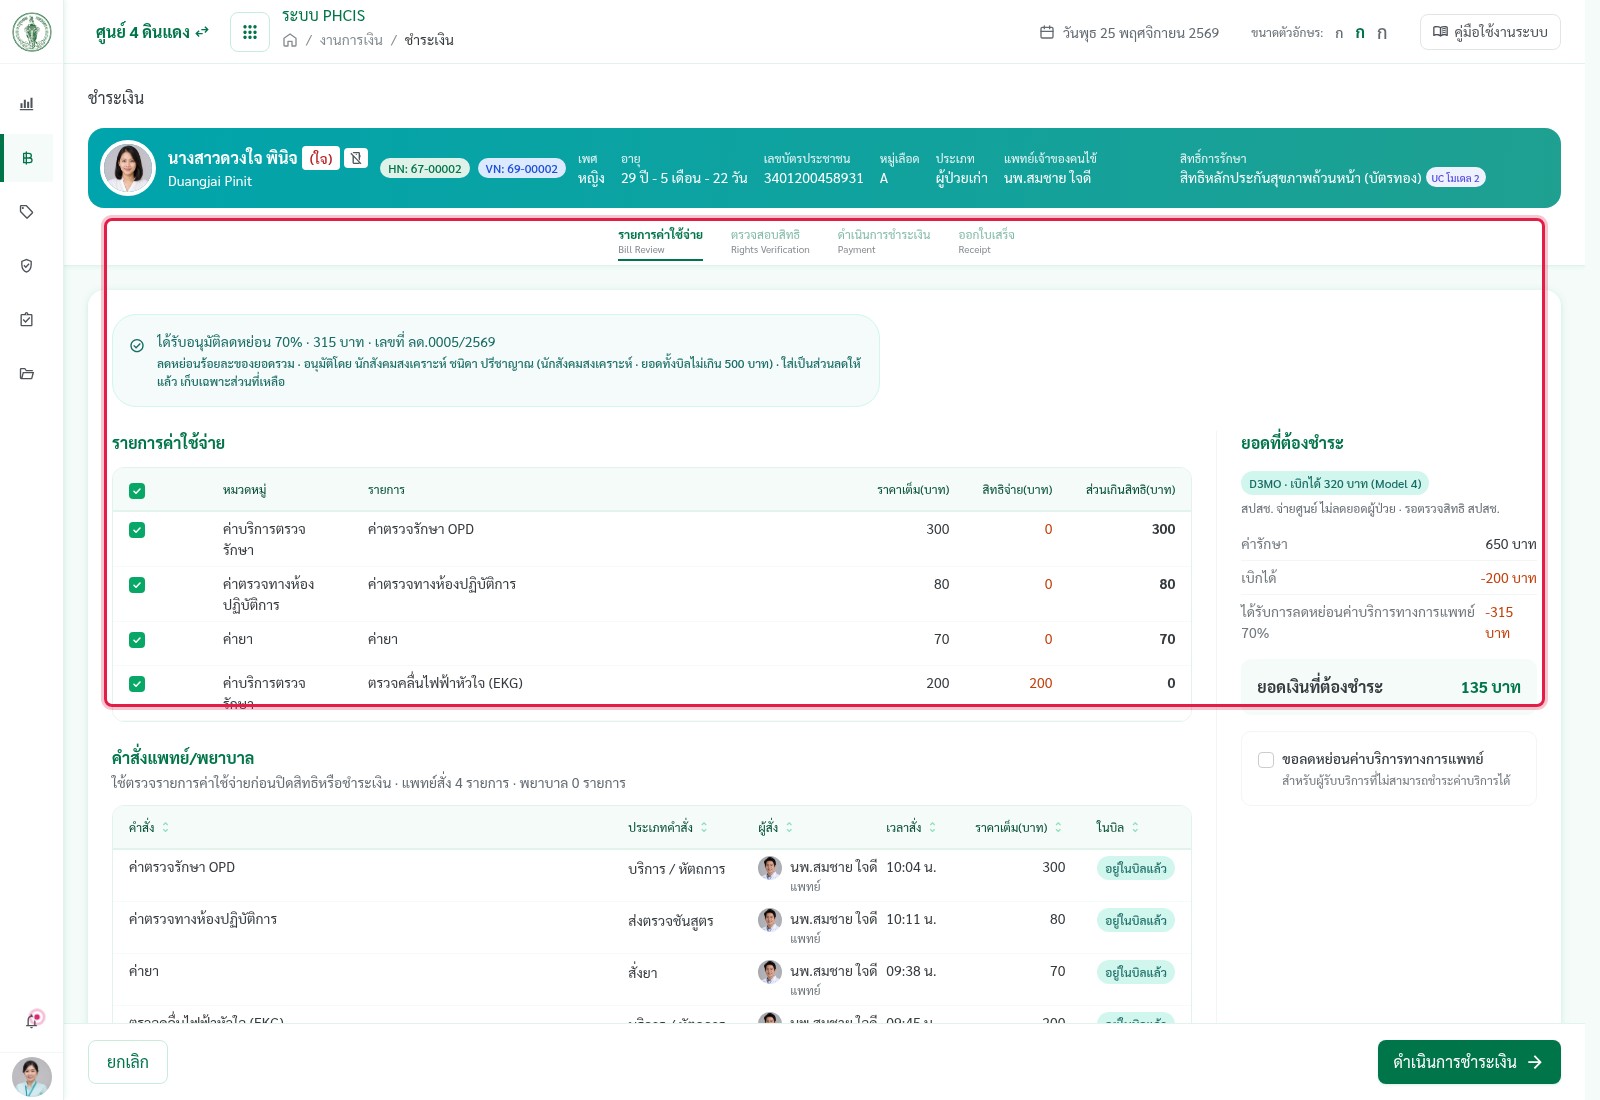 ศูนย์ 4 ดินแดง
ระบบ PHCIS
/ งานการเงิน / ชำระเงิน
วันพุธ 25 พฤศจิกายน 2569
ขนาดตัวอักษร: ก ก ก
คู่มือใช้งานระบบ
ชำระเงิน
นางสาวดวงใจ พินิจ (ใจ)
Duangjai Pinit
HN: 67-00002
VN: 69-00002
เพศ
หญิง
อายุ
29 ปี - 5 เดือน - 22 วัน
เลขบัตรประชาชน
3401200458931
หมู่เลือด
A
ประเภท
ผู้ป่วยเก่า
แพทย์เจ้าของคนไข้
นพ.สมชาย ใจดี
สิทธิ์การรักษา
สิทธิหลักประกันสุขภาพถ้วนหน้า (บัตรทอง) UC โมเดล 2
รายการค่าใช้จ่าย
Bill Review
ตรวจสอบสิทธิ
Rights Verification
ดำเนินการชำระเงิน
Payment
ออกใบเสร็จ
Receipt
ได้รับอนุมัติลดหย่อน 70% · 315 บาท · เลขที่ ลด.0005/2569
ลดหย่อนร้อยละของยอดรวม · อนุมัติโดย นักสังคมสงเคราะห์ ชนิดา ปรีชาญาณ (นักสังคมสงเคราะห์ · ยอดทั้งบิลไม่เกิน 500 บาท) · ใส่เป็นส่วนลดให้
แล้ว เก็บเฉพาะส่วนที่เหลือ
รายการค่าใช้จ่าย
หมวดหมู่ รายการ ราคาเต็ม(บาท) สิทธิจ่าย(บาท) ส่วนเกินสิทธิ(บาท)
ค่าบริการตรวจ
รักษา
ค่าตรวจรักษา OPD 300 0 300
ค่าตรวจทางห้อง
ปฏิบัติการ
ค่าตรวจทางห้องปฏิบัติการ 80 0 80
ค่ายา ค่ายา 70 0 70
ค่าบริการตรวจ
รักษา
ตรวจคลื่นไฟฟ้าหัวใจ (EKG) 200 200 0
ยอดที่ต้องชำระ
D3MO · เบิกได้ 320 บาท (Model 4)
สปสช. จ่ายศูนย์ ไม่ลดยอดผู้ป่วย · รอตรวจสิทธิ สปสช.
ค่ารักษา 650 บาท
เบิกได้ -200 บาท
ได้รับการลดหย่อนค่าบริการทางการแพทย์
70%
-315
บาท
ยอดเงินที่ต้องชำระ 135 บาท
ขอลดหย่อนค่าบริการทางการแพทย์
สำหรับผู้รับบริการที่ไม่สามารถชำระค่าบริการได้
คำสั่งแพทย์/พยาบาล
ใช้ตรวจรายการค่าใช้จ่ายก่อนปิดสิทธิหรือชำระเงิน · แพทย์สั่ง 4 รายการ · พยาบาล 0 รายการ
คำสั่ง ประเภทคำสั่ง ผู้สั่ง เวลาสั่ง ราคาเต็ม(บาท) ในบิล
ค่าตรวจรักษา OPD บริการ / หัตถการ นพ.สมชาย ใจดี 10:04 น. 300 อยู่ในบิลแล้ว
แพทย์
ค่าตรวจทางห้องปฏิบัติการ ส่งตรวจชันสูตร นพ.สมชาย ใจดี 10:11 น. 80 อยู่ในบิลแล้ว
แพทย์
ค่ายา สั่งยา นพ.สมชาย ใจดี 09:38 น. 70 อยู่ในบิลแล้ว
แพทย์
ตรวจคลื่นไฟฟ้าหัวใจ (EKG) บริการ / หัตถการ นพ.สมชาย ใจดี 09:45 น. 200 อยู่ในบิลแล้ว
ยกเลิก
ดำเนินการชำระเงิน